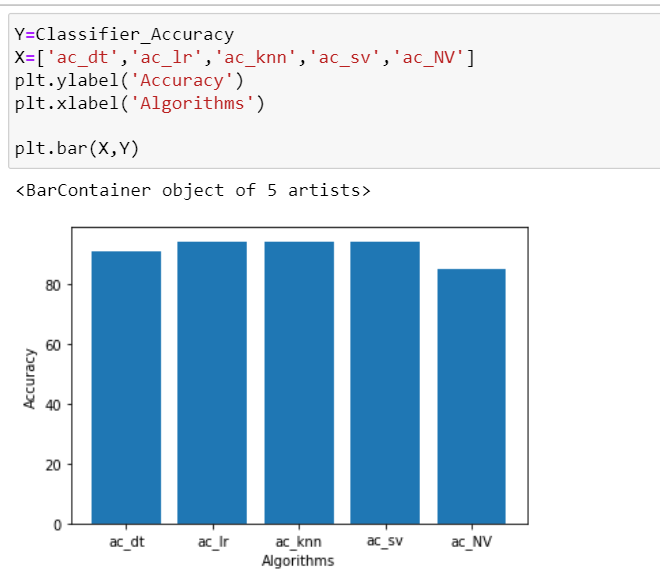 Y=Classifier_Accuracy
X=['ac_dt','ac_lr','ac_knn','ac_sv','ac_NV']
plt.ylabel('Accuracy')
plt.xlabel('Algorithms')
plt.bar(X,Y)
<BarContainer object of 5 artists>
80
60
40
20
0
Accuracy
ac_dt ac_lr ac_knn ac_sv ac_NV
Algorithms